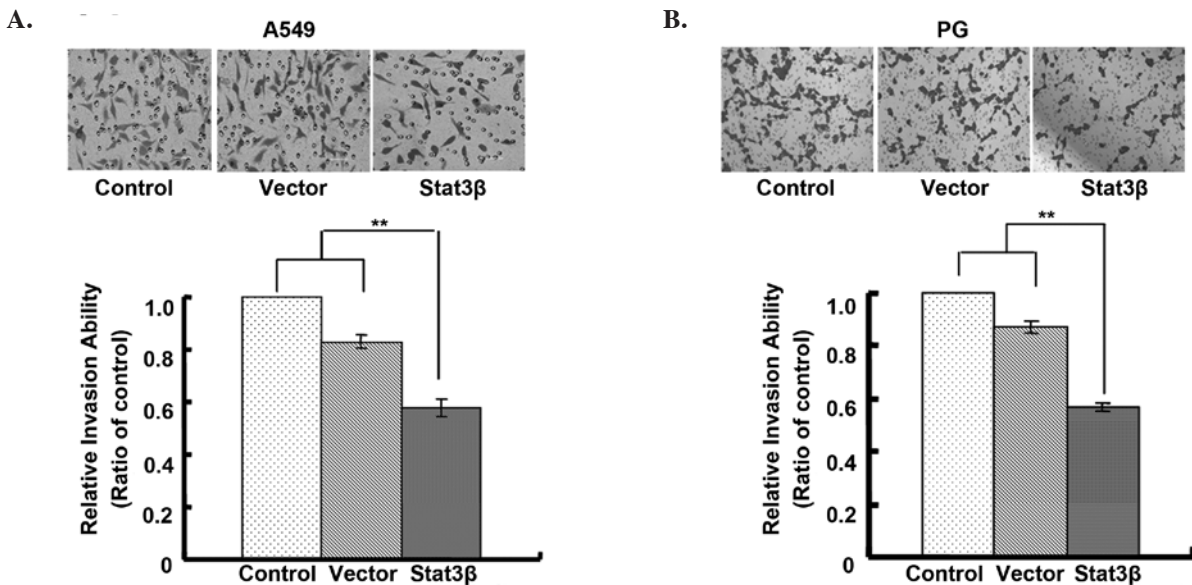 A.
A549
Control Vector Stat3β
**
Relative Invasion Ability
(Ratio of control)
1.0
0.8
0.6
0.4
0.2
0
Control Vector Stat3β
B.
PG
Control Vector Stat3β
**
Relative Invasion Ability
(Ratio of control)
1.0
0.8
0.6
0.4
0.2
0
Control Vector Stat3β